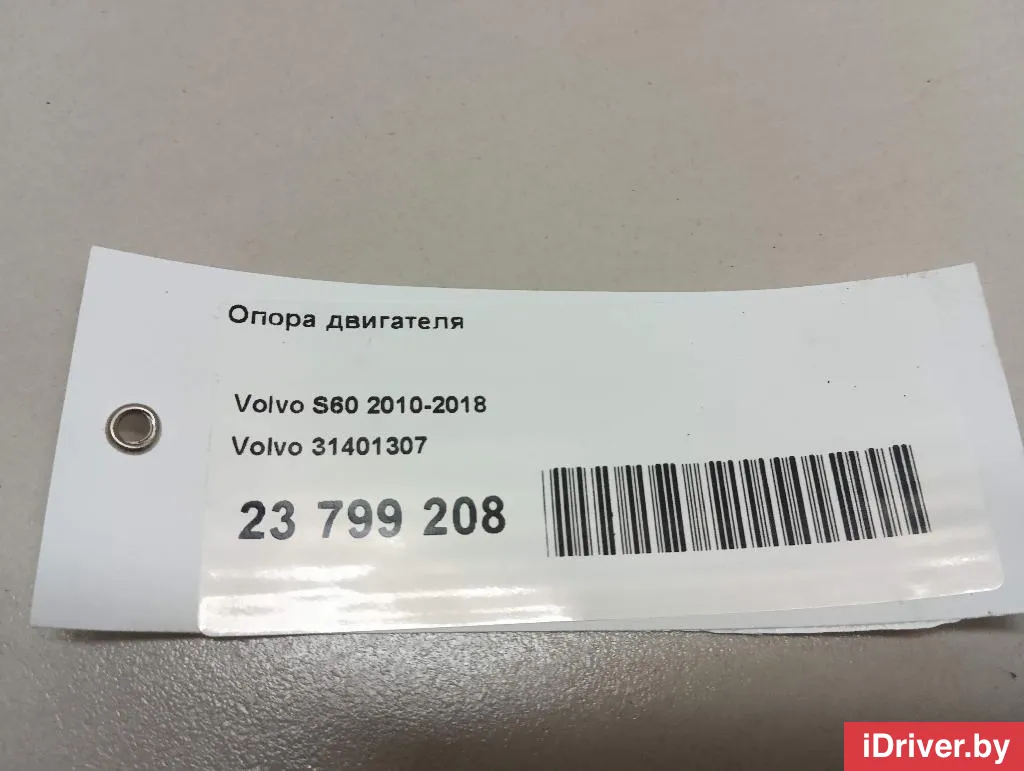 Опора двигателя
Volvo S60 2010-2018
Volvo 31401307
23 799 208
iDriver.by